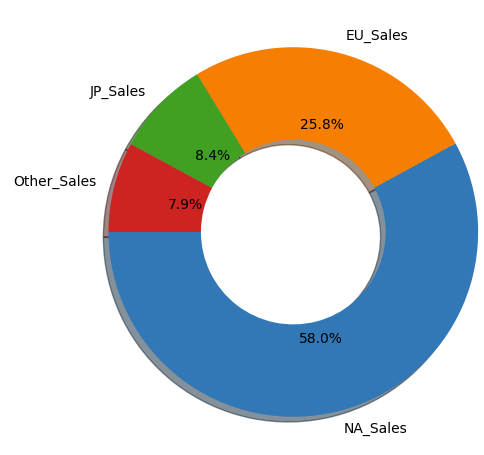 EU_Sales
JP_Sales
25.8%
8.4%
Other_Sales
7.9%
58.0%
NA_Sales